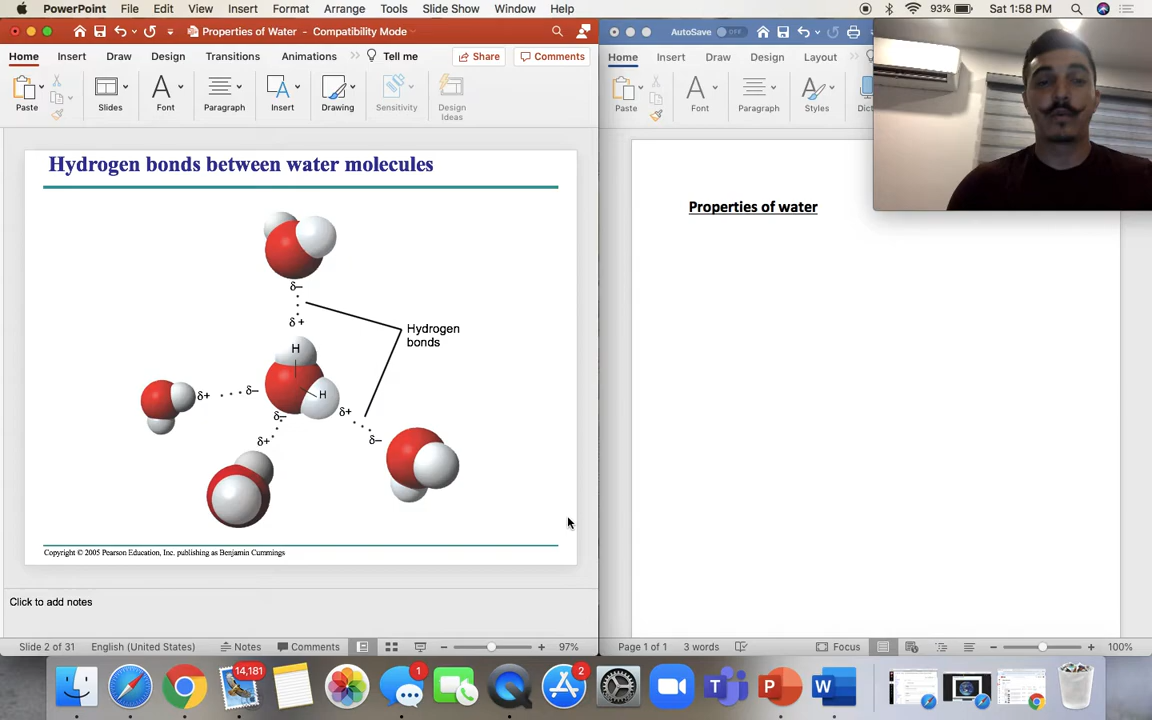 PowerPoint File Edit View Insert Format Arrange Tools Slide Show Window Help 93% Sat 1:58 PM
Properties of Water - Compatibility Mode
AutoSave OFF
Home Insert Draw Design Transitions Animations Tell me Share Comments
Home Insert Draw Design Layout
Paste Slides Font Paragraph Insert Drawing Sensitivity Design Ideas
Paste Font Paragraph Styles
Hydrogen bonds between water molecules
δ–
δ+
H
H
Hydrogen
bonds
δ+
δ–
δ–
δ+
δ+
δ–
Copyright © 2005 Pearson Education, Inc. publishing as Benjamin Cummings
Click to add notes
Slide 2 of 31 English (United States) Notes Comments 97%
Properties of water
Page 1 of 1 3 words Focus 100%
14,181
1
2
P
W